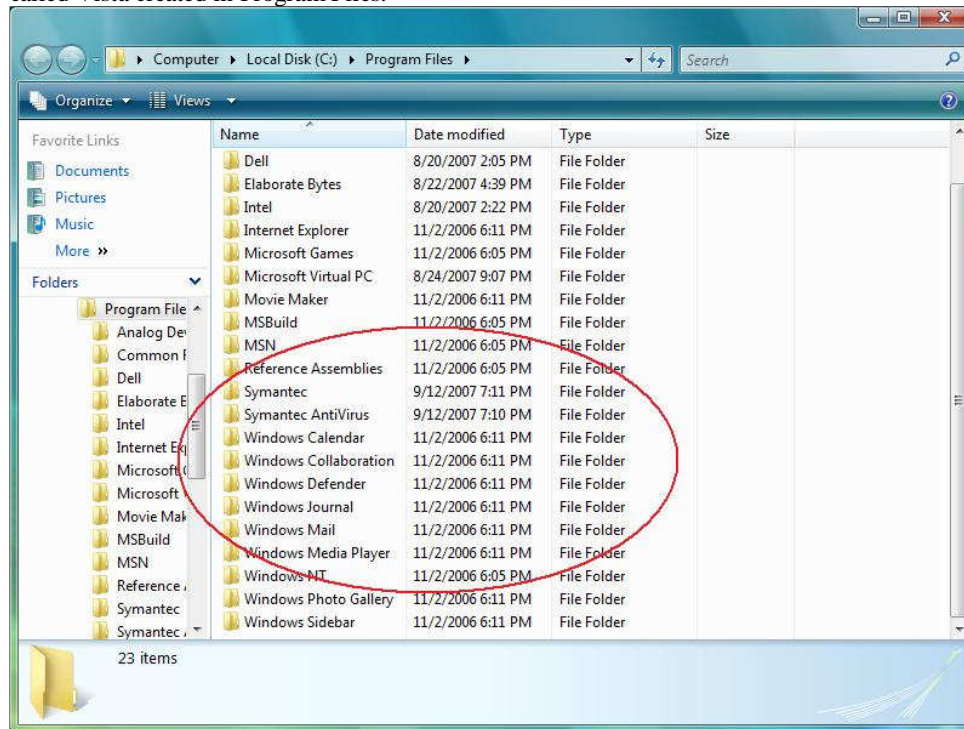 called Vista created in Program Files.
Computer Local Disk (C:) Program Files Search
Organize Views
Favorite Links
Documents
Pictures
Music
More »
Folders
Program File
Analog De
Common F
Dell
Elaborate E
Intel
Internet Exp
Microsoft
Microsoft
Movie Mak
MSBuild
MSN
Reference
Symantec
Symantec
Name Date modified Type Size
Dell 8/20/2007 2:05 PM File Folder
Elaborate Bytes 8/22/2007 4:39 PM File Folder
Intel 8/20/2007 2:22 PM File Folder
Internet Explorer 11/2/2006 6:11 PM File Folder
Microsoft Games 11/2/2006 6:05 PM File Folder
Microsoft Virtual PC 8/24/2007 9:07 PM File Folder
Movie Maker 11/2/2006 6:11 PM File Folder
MSBuild 11/2/2006 6:05 PM File Folder
MSN 11/2/2006 6:05 PM File Folder
Reference Assemblies 11/2/2006 6:05 PM File Folder
Symantec 9/12/2007 7:11 PM File Folder
Symantec AntiVirus 9/12/2007 7:10 PM File Folder
Windows Calendar 11/2/2006 6:11 PM File Folder
Windows Collaboration 11/2/2006 6:11 PM File Folder
Windows Defender 11/2/2006 6:11 PM File Folder
Windows Journal 11/2/2006 6:11 PM File Folder
Windows Mail 11/2/2006 6:11 PM File Folder
Windows Media Player 11/2/2006 6:11 PM File Folder
Windows NT 11/2/2006 6:05 PM File Folder
Windows Photo Gallery 11/2/2006 6:11 PM File Folder
Windows Sidebar 11/2/2006 6:11 PM File Folder
23 items